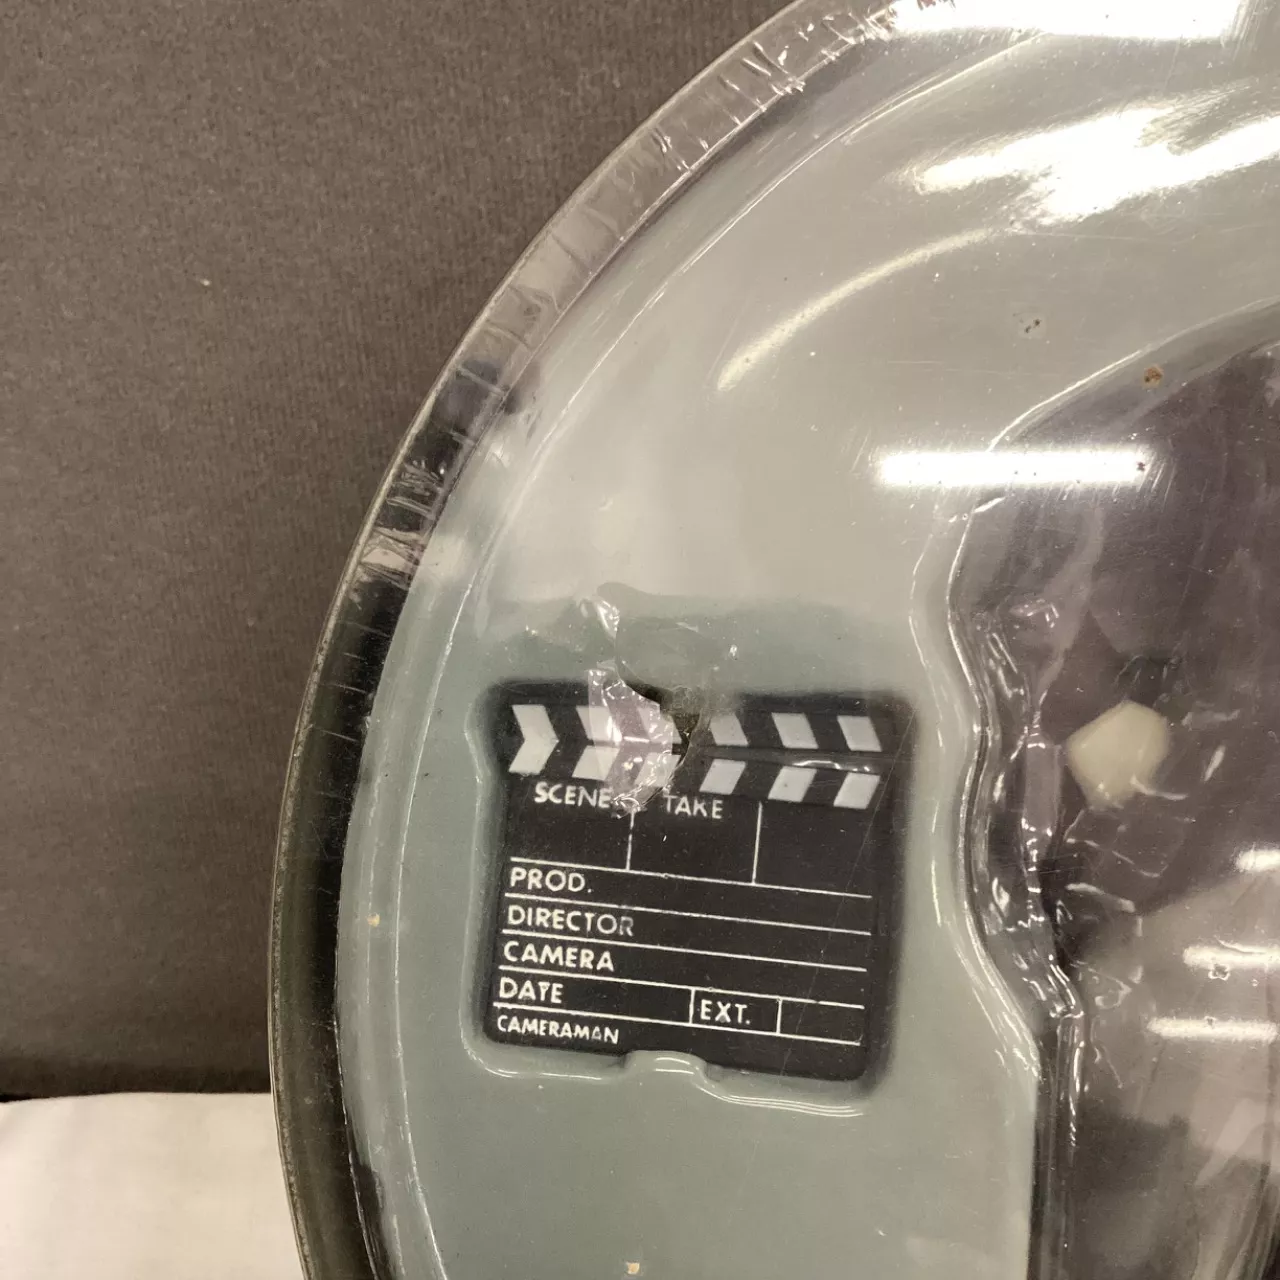 SCENE TAKE
PROD.
DIRECTOR
CAMERA
DATE EXT.
CAMERAMAN